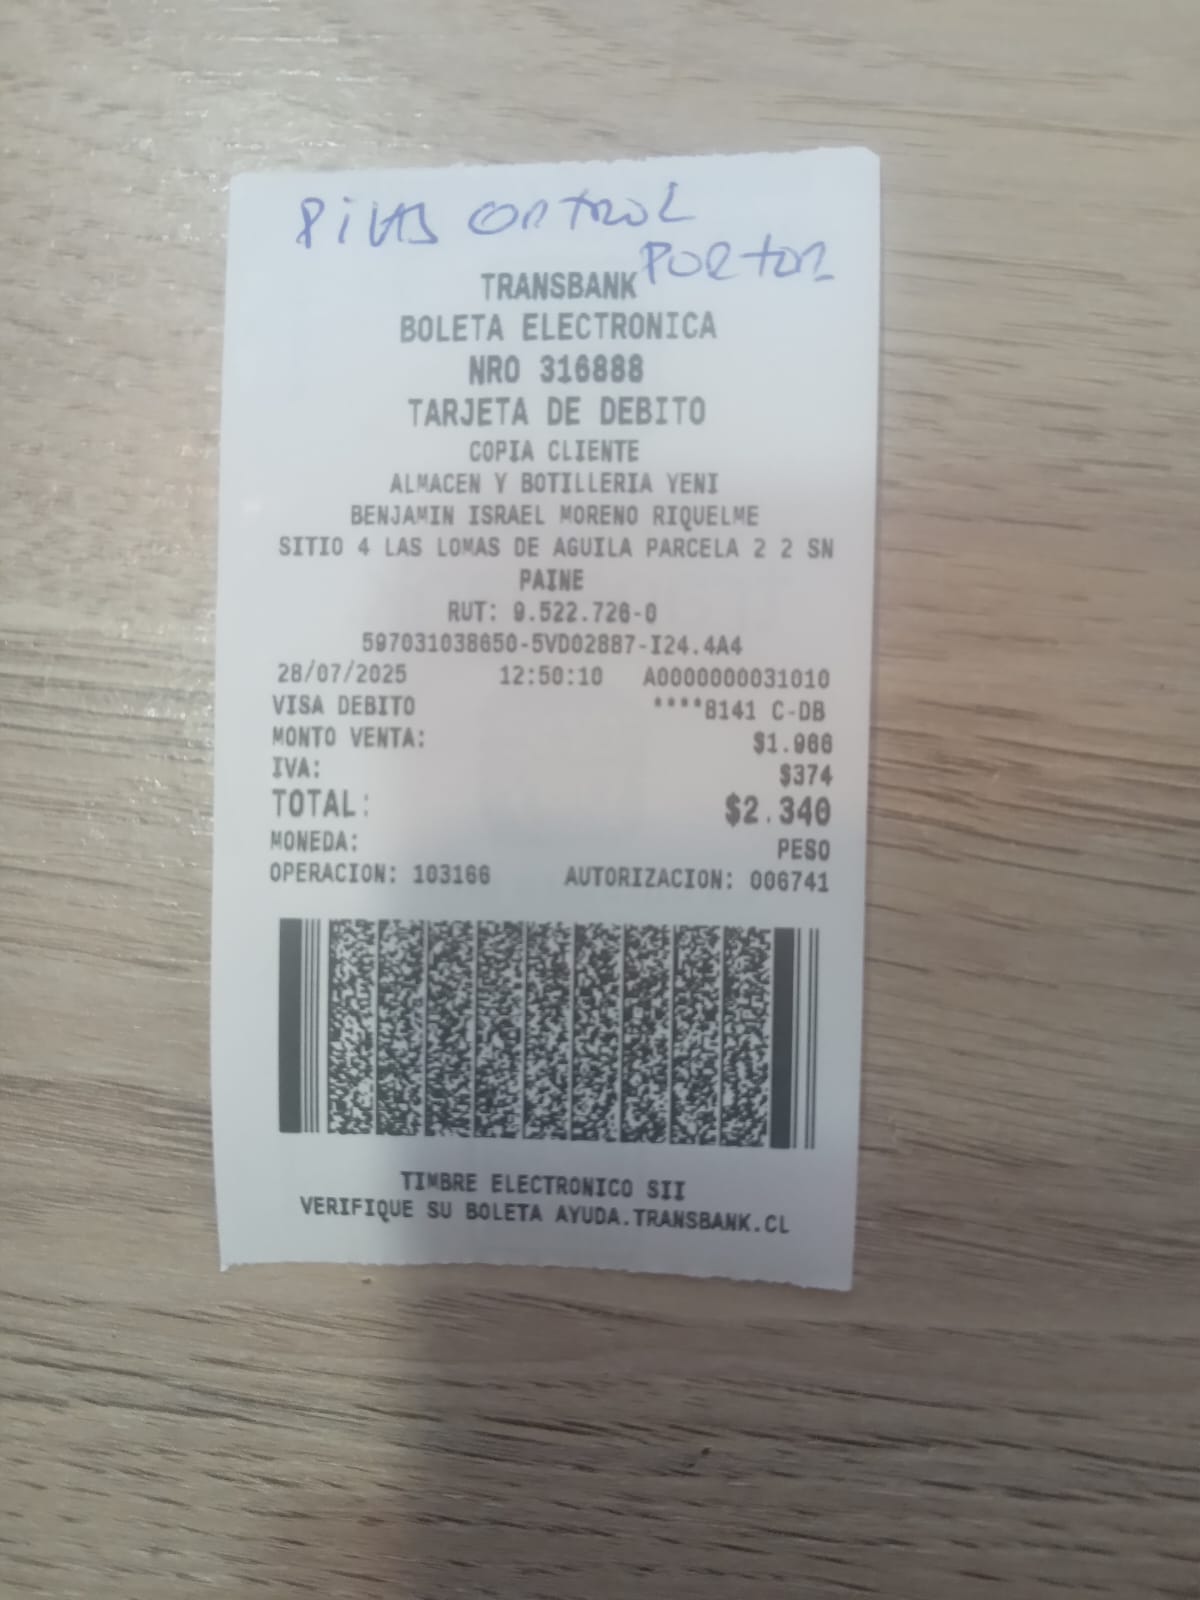 Pilas control
Porton
TRANSBANK
BOLETA ELECTRONICA
NRO 316888
TARJETA DE DEBITO
COPIA CLIENTE
ALMACEN Y BOTILLERIA YENI
BENJAMIN ISRAEL MORENO RIQUELME
SITIO 4 LAS LOMAS DE AGUILA PARCELA 2 2 SN
PAINE
RUT: 9.522.726-0
597031038650-5VD02887-I24.4A4
28/07/2025 12:50:10 A0000000031010
VISA DEBITO ****8141 C-DB
MONTO VENTA: $1.966
IVA: $374
TOTAL: $2.340
MONEDA: PESO
OPERACION: 103166 AUTORIZACION: 006741
TIMBRE ELECTRONICO SII
VERIFIQUE SU BOLETA AYUDA.TRANSBANK.CL